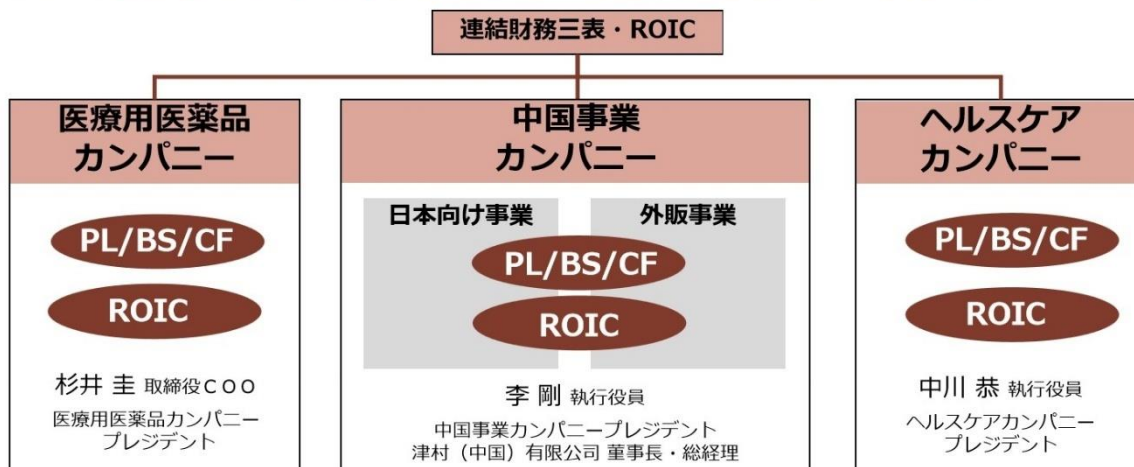 連結財務三表・ROIC
医療用医薬品
カンパニー
PL/BS/CF
ROIC
杉井 圭 取締役ＣＯＯ
医療用医薬品カンパニー
プレジデント
中国事業
カンパニー
日本向け事業
外販事業
PL/BS/CF
ROIC
李 剛 執行役員
中国事業カンパニープレジデント
津村（中国）有限公司 董事長・総経理
ヘルスケア
カンパニー
PL/BS/CF
ROIC
中川 恭 執行役員
ヘルスケアカンパニー
プレジデント